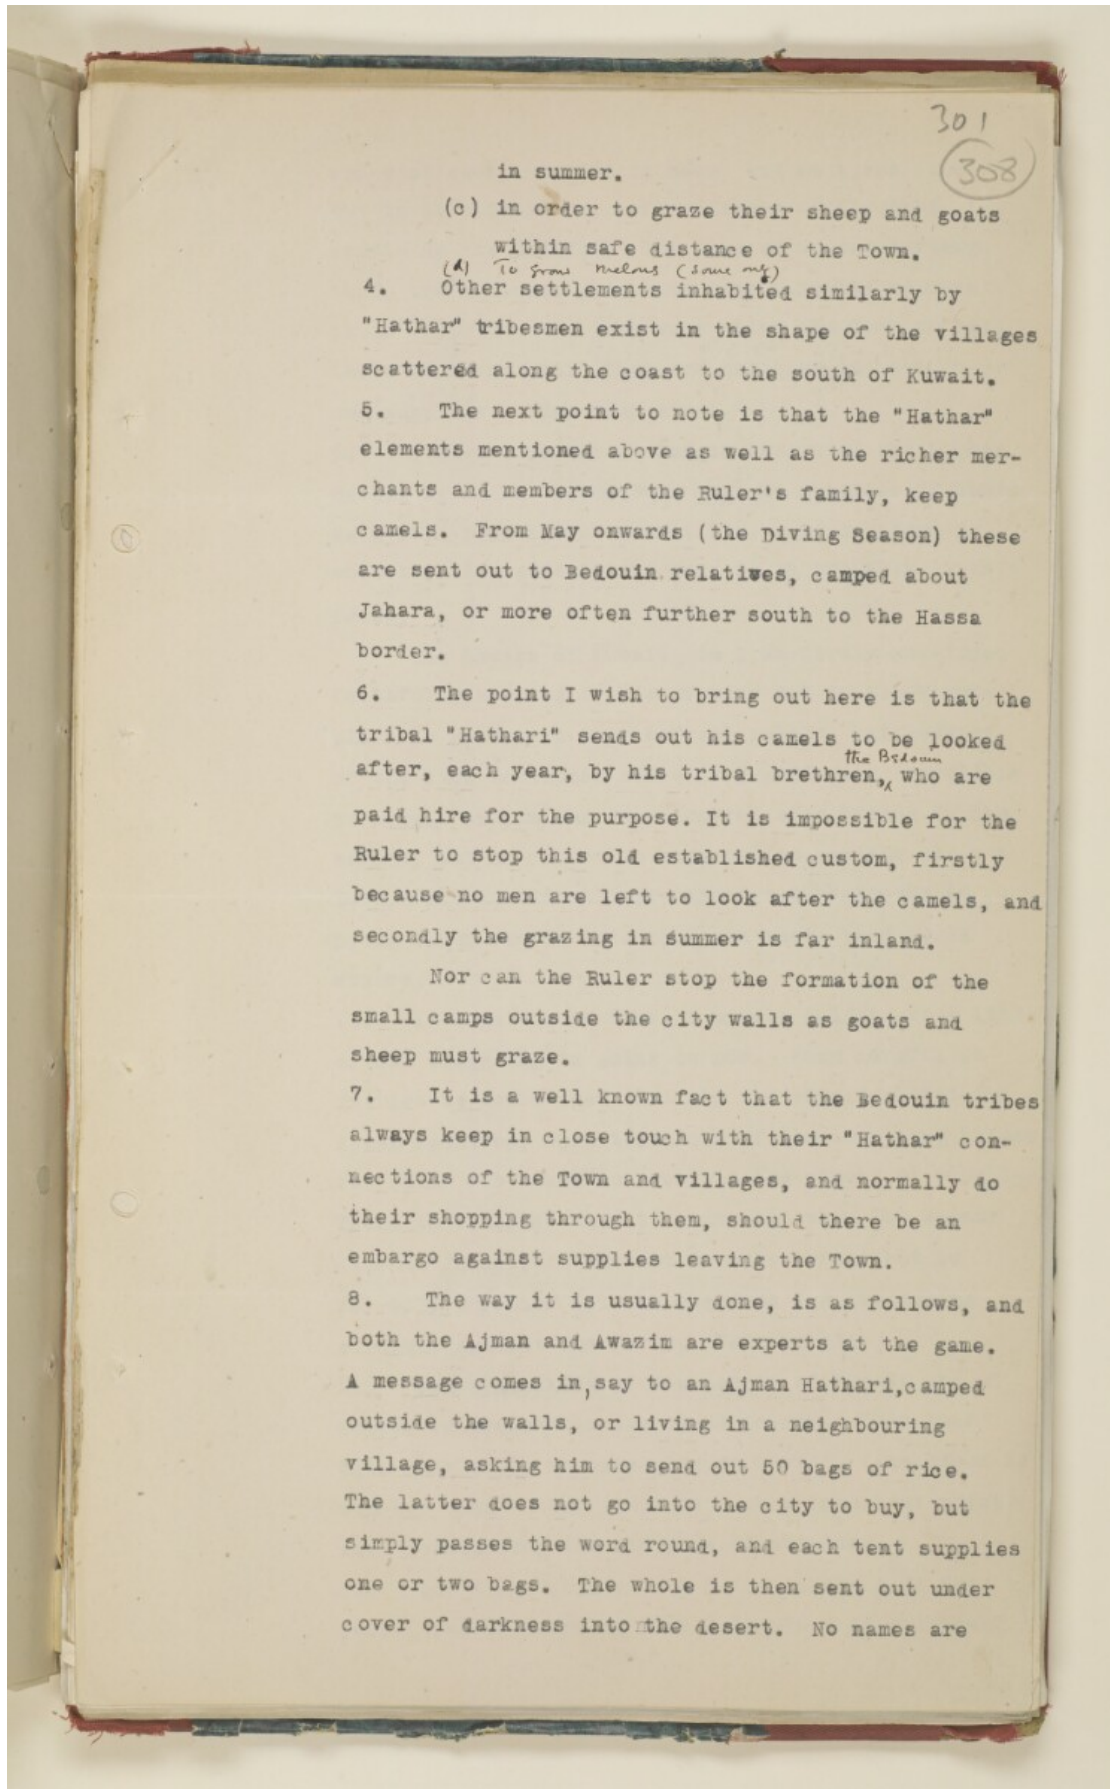 301
308
in summer.
(c) in order to graze their sheep and goats
within safe distance of the Town.
(d) To grow melons (some only)
4. Other settlements inhabited similarly by
"Hathar" tribesmen exist in the shape of the villages
scattered along the coast to the south of Kuwait.
5. The next point to note is that the "Hathar"
elements mentioned above as well as the richer mer-
chants and members of the Ruler's family, keep
camels. From May onwards (the Diving Season) these
are sent out to Bedouin relatives, camped about
Jahara, or more often further south to the Hassa
border.
6. The point I wish to bring out here is that the
tribal "Hathari" sends out his camels to be looked
the Bedouin
after, each year, by his tribal brethren, who are
paid hire for the purpose. It is impossible for the
Ruler to stop this old established custom, firstly
because no men are left to look after the camels, and
secondly the grazing in summer is far inland.
Nor can the Ruler stop the formation of the
small camps outside the city walls as goats and
sheep must graze.
7. It is a well known fact that the Bedouin tribes
always keep in close touch with their "Hathar" con-
nections of the Town and villages, and normally do
their shopping through them, should there be an
embargo against supplies leaving the Town.
8. The way it is usually done, is as follows, and
both the Ajman and Awazim are experts at the game.
A message comes in, say to an Ajman Hathari, camped
outside the walls, or living in a neighbouring
village, asking him to send out 50 bags of rice.
The latter does not go into the city to buy, but
simply passes the word round, and each tent supplies
one or two bags. The whole is then sent out under
cover of darkness into the desert. No names are